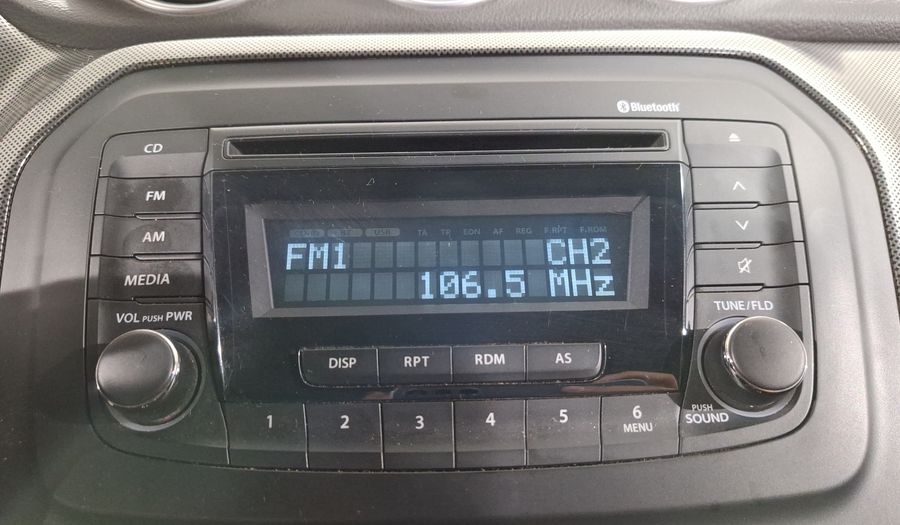 Bluetooth
CD
FM
AM
MEDIA
VOL PUSH PWR
USB TA TP EON AF REG F.RPT F.RDM
FM1 CH2
106.5 MHz
TUNE/FLD
DISP RPT RDM AS
1 2 3 4 5 6
MENU
PUSH
SOUND